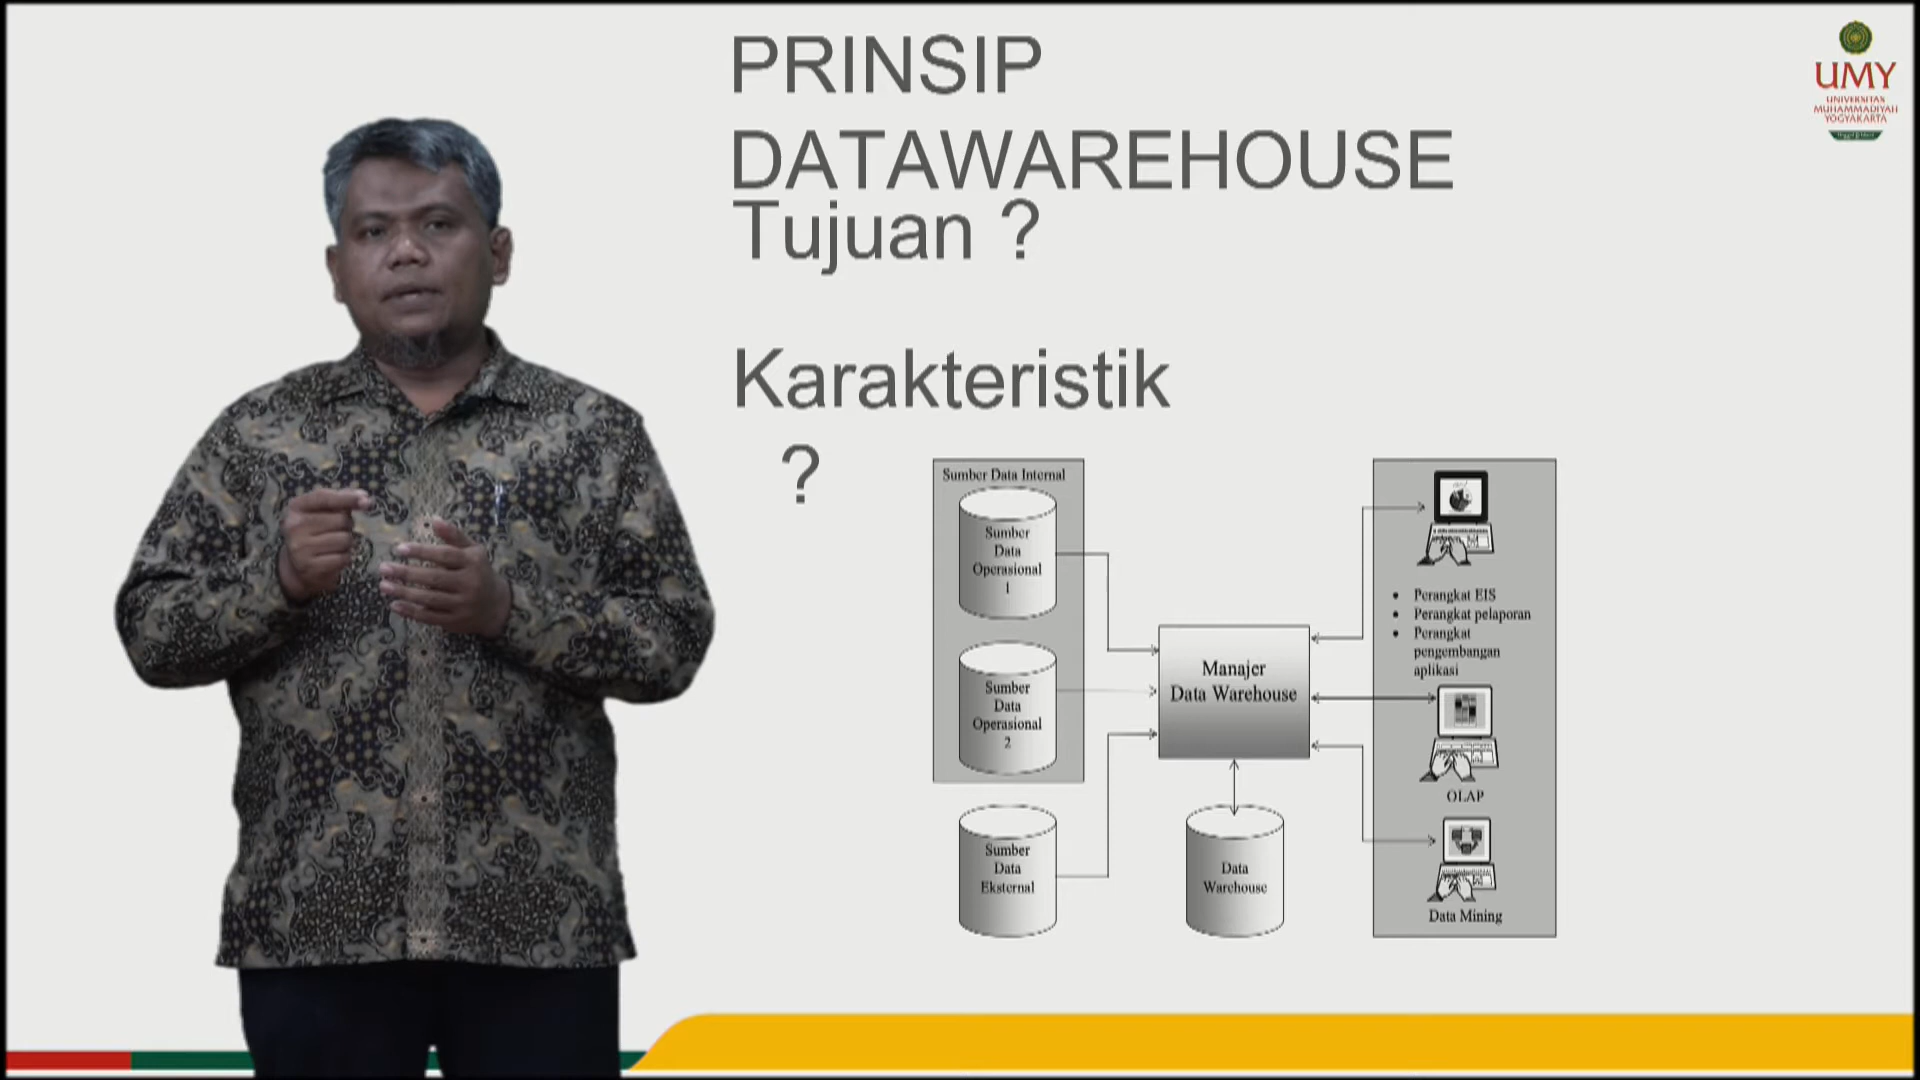 PRINSIP
DATAWAREHOUSE
Tujuan ?
Karakteristik
?
UMY
UNIVERSITAS
MUHAMMADIYAH
YOGYAKARTA
Sumber Data Internal
Sumber
Data
Operasional
1
Sumber
Data
Operasional
2
Sumber
Data
Eksternal
Manajer
Data Warehouse
Data
Warehouse
• Perangkat EIS
• Perangkat pelaporan
• Perangkat
pengembangan
aplikasi
OLAP
Data Mining